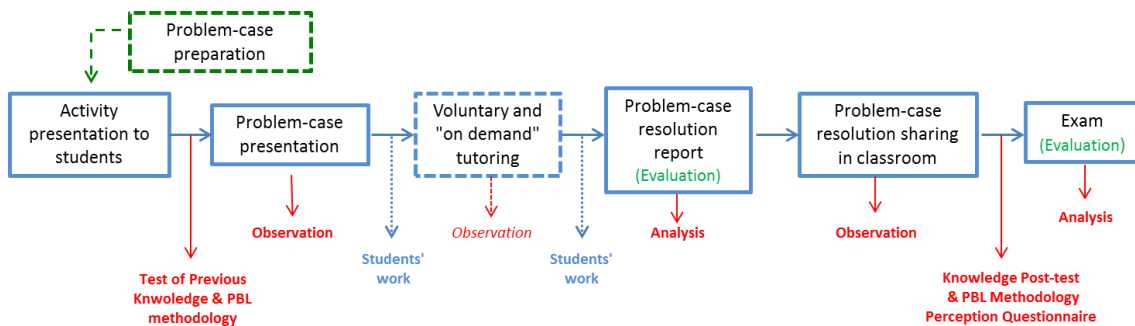 Problem-case
preparation
Activity
presentation to
students
Problem-case
presentation
Voluntary and
"on demand"
tutoring
Problem-case
resolution
report
(Evaluation)
Problem-case
resolution sharing
in classroom
Exam
(Evaluation)
Observation
Observation
Analysis
Observation
Analysis
Students'
work
Students'
work
Test of Previous
Knwoledge & PBL
methodology
Knowledge Post-test
& PBL Methodology
Perception Questionnaire